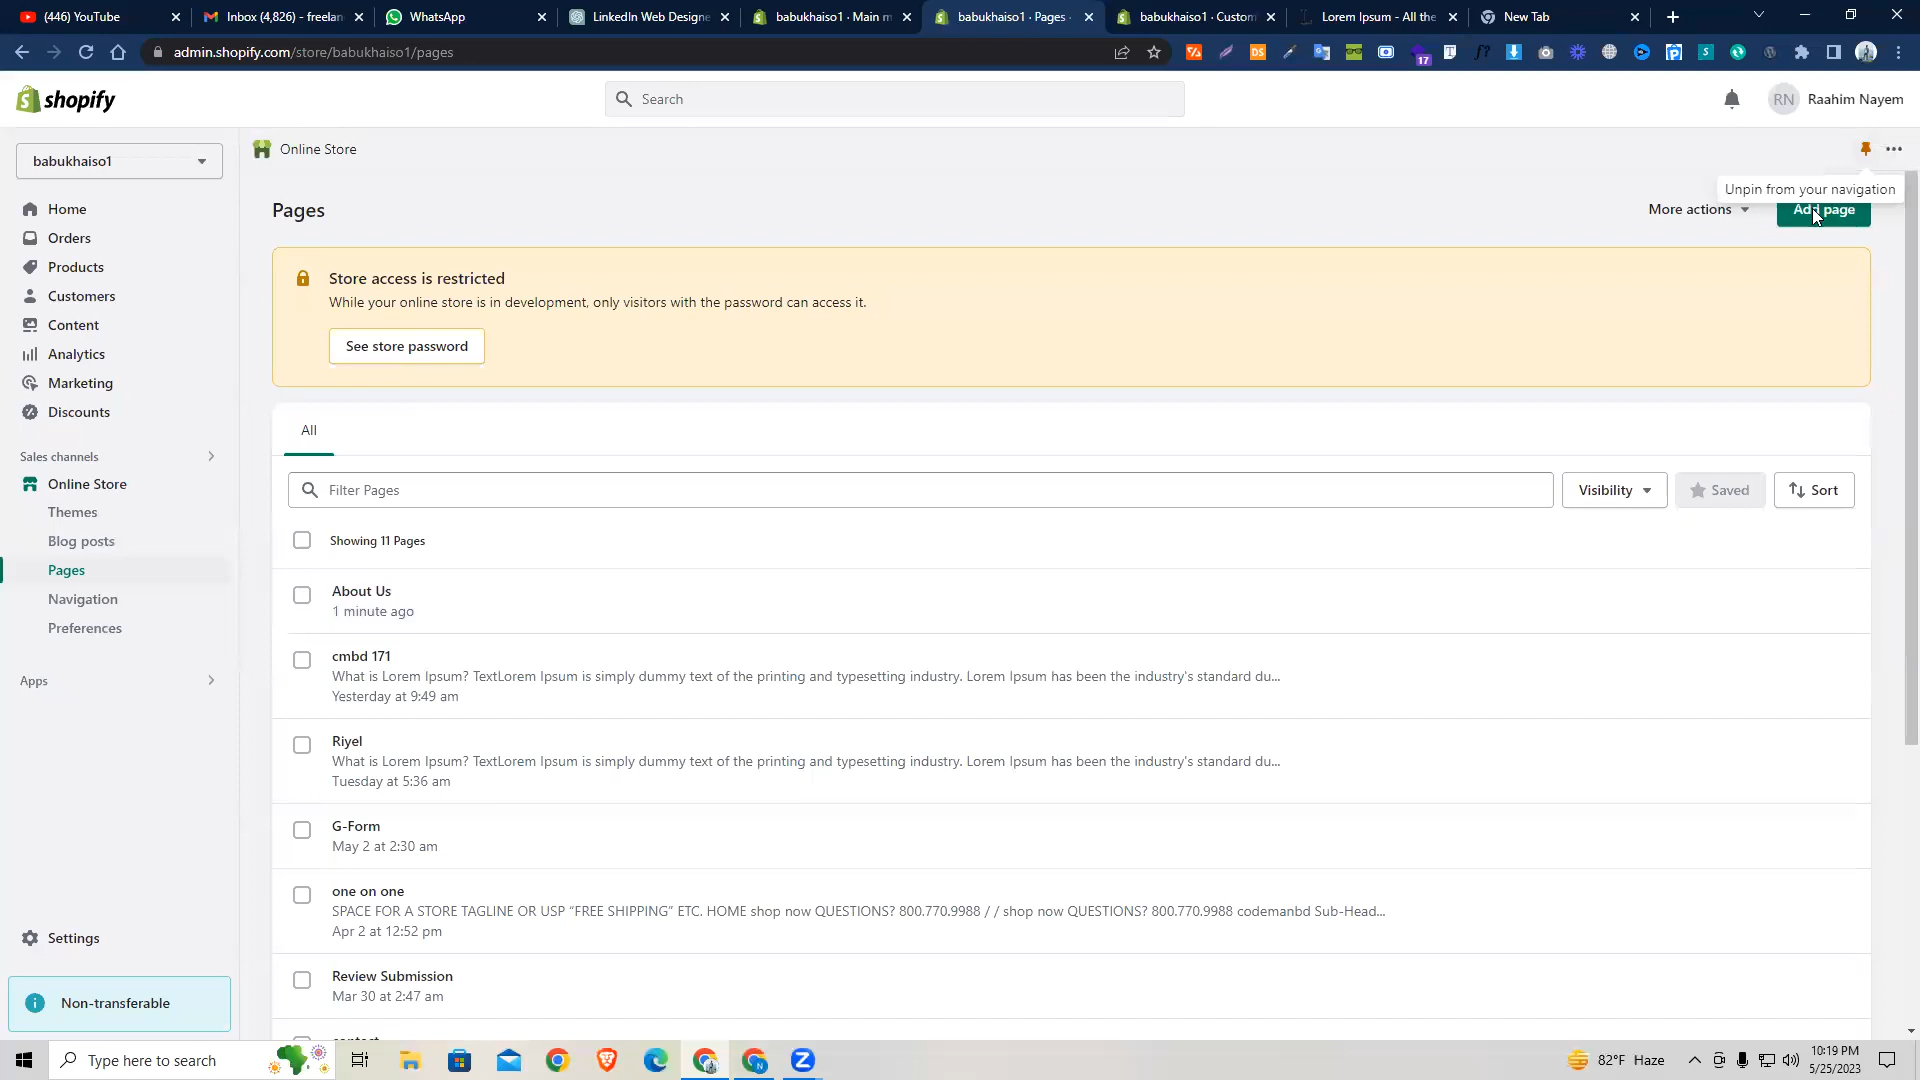 (446) YouTube
Inbox (4,826) - freelan
WhatsApp
LinkedIn Web Designe
babukhaiso1 · Main m
babukhaiso1 · Pages ·
babukhaiso1 · Custom
Lorem Ipsum - All the
New Tab
admin.shopify.com/store/babukhaiso1/pages
17
shopify
Search
RN
Raahim Nayem
babukhaiso1
Online Store
Unpin from your navigation
Home
Orders
Products
Customers
Content
Analytics
Marketing
Discounts
Sales channels
Online Store
Themes
Blog posts
Pages
Navigation
Preferences
Apps
Settings
Non-transferable
Pages
More actions
Add page
Store access is restricted
While your online store is in development, only visitors with the password can access it.
See store password
All
Filter Pages
Visibility
Saved
Sort
Showing 11 Pages
About Us
1 minute ago
cmbd 171
What is Lorem Ipsum? TextLorem Ipsum is simply dummy text of the printing and typesetting industry. Lorem Ipsum has been the industry's standard du...
Yesterday at 9:49 am
Riyel
What is Lorem Ipsum? TextLorem Ipsum is simply dummy text of the printing and typesetting industry. Lorem Ipsum has been the industry's standard du...
Tuesday at 5:36 am
G-Form
May 2 at 2:30 am
one on one
SPACE FOR A STORE TAGLINE OR USP “FREE SHIPPING” ETC. HOME shop now QUESTIONS? 800.770.9988 / / shop now QUESTIONS? 800.770.9988 codemanbd Sub-Head...
Apr 2 at 12:52 pm
Review Submission
Mar 30 at 2:47 am
Type here to search
82°F Haze
10:19 PM
5/25/2023